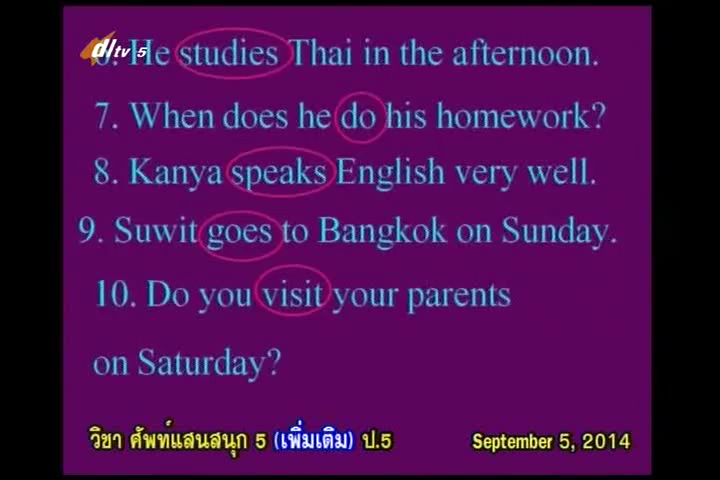 dltv 5
6. He studies Thai in the afternoon.
7. When does he do his homework?
8. Kanya speaks English very well.
9. Suwit goes to Bangkok on Sunday.
10. Do you visit your parents
on Saturday?
วิชา ศัพท์แสนสนุก 5 (เพิ่มเติม) ป.5
September 5, 2014